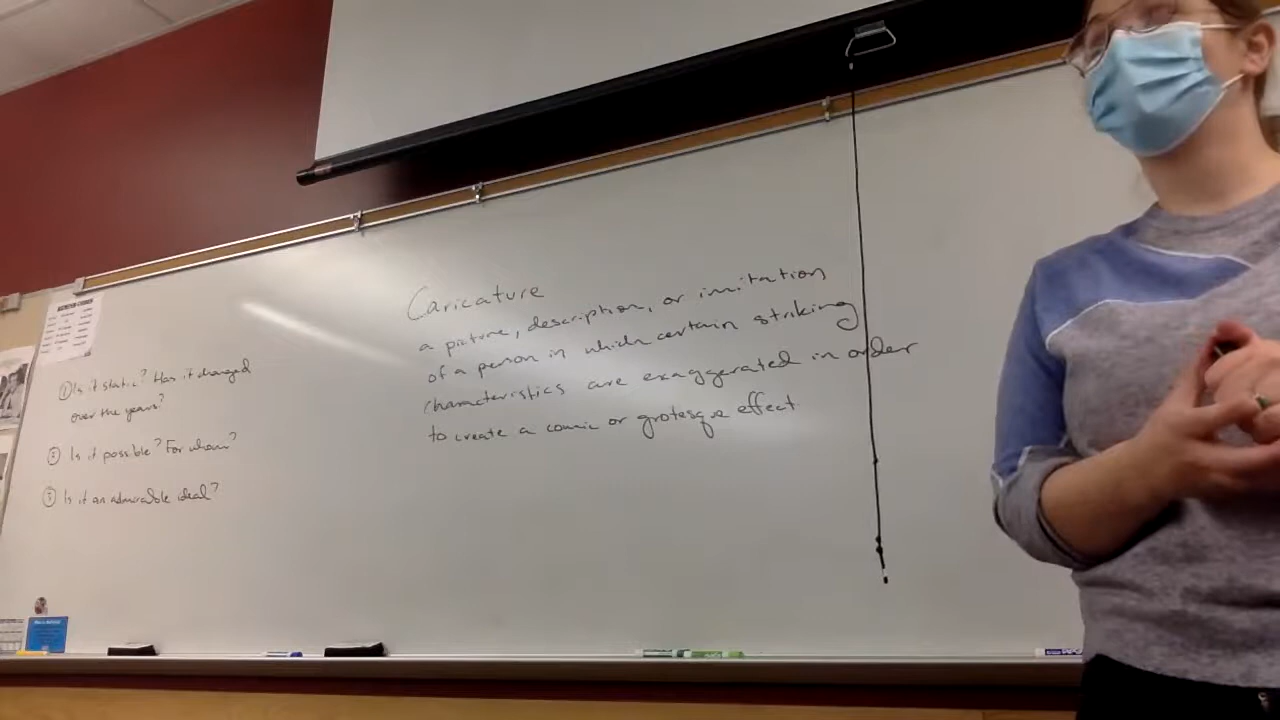 ① Is it static? Has it changed
over the years?
② Is it possible? For whom?
③ Is it an admirable ideal?
Caricature
a picture, description, or imitation
of a person in which certain striking
characteristics are exaggerated in order
to create a comic or grotesque effect